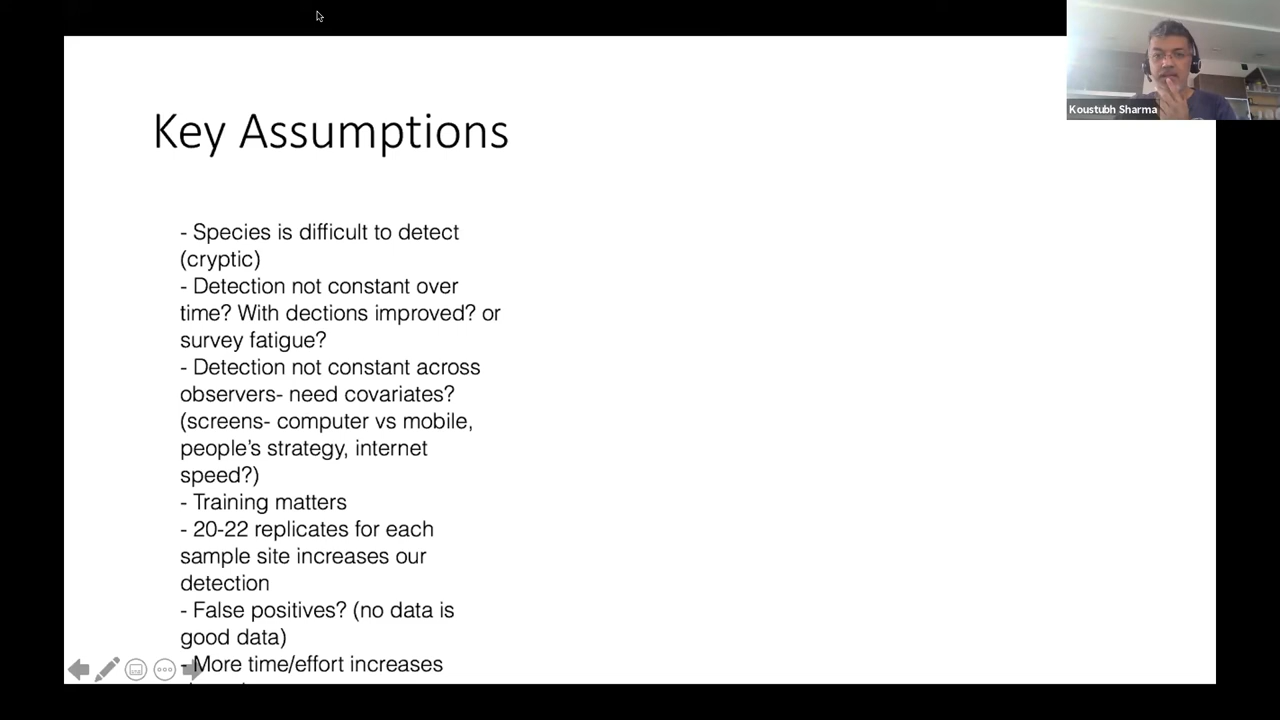 Koustubh Sharma
Key Assumptions
- Species is difficult to detect
(cryptic)
- Detection not constant over
time? With dections improved? or
survey fatigue?
- Detection not constant across
observers- need covariates?
(screens- computer vs mobile,
people's strategy, internet
speed?)
- Training matters
- 20-22 replicates for each
sample site increases our
detection
- False positives? (no data is
good data)
- More time/effort increases